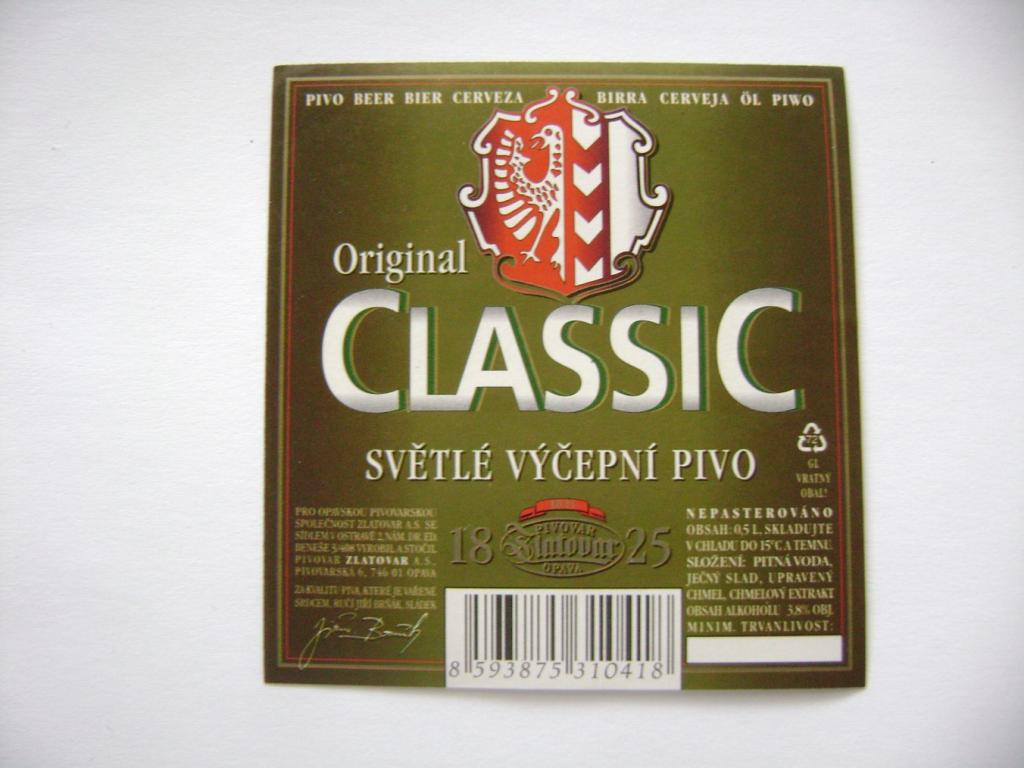 PIVO BEER BIER CERVEZA BIRRA CERVEJA ÖL PIWO
Original
CLASSIC
SVĚTLÉ VÝČEPNÍ PIVO
72
GL
VRATNÝ
OBAL!
PRO OPAVSKOU PIVOVARSKOU
SPOLEČNOST ZLATOVAR A.S. SE
SÍDLEM V OSTRAVĚ 2, NÁM. DR. ED.
BENEŠE 3/408 VYROBIL A STOČIL
PIVOVAR ZLATOVAR A.S.,
PIVOVARSKÁ 6, 746 01 OPAVA
ZA KVALITU PIVA, KTERÉ JE VAŘENÉ
SRDCEM, RUČÍ JIŘÍ BRŇÁK, SLÁDEK
18 PIVOVAR 25
Zlatovar
OPAVA
NEPASTEROVÁNO
OBSAH: 0,5 L, SKLADUJTE
V CHLADU DO 15°C A TEMNU.
SLOŽENÍ: PITNÁ VODA,
JEČNÝ SLAD, UPRAVENÝ
CHMEL, CHMELOVÝ EXTRAKT
OBSAH ALKOHOLU 3.8% OBJ.
MINIM. TRVANLIVOST:
8 593875 310418